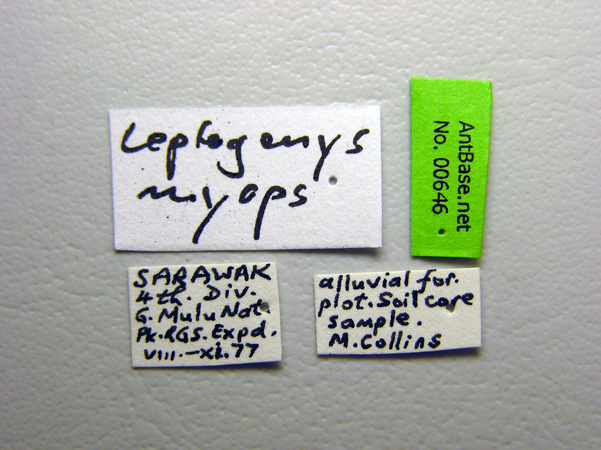 Leptogenys
myops
AntBase.net
No. 00646
SARAWAK
4th. Div.
G. Mulu Nat.
Pk. RGS. Expd.
VIII.-XI.77
alluvial for.
plot. Soil core
sample.
M. Collins